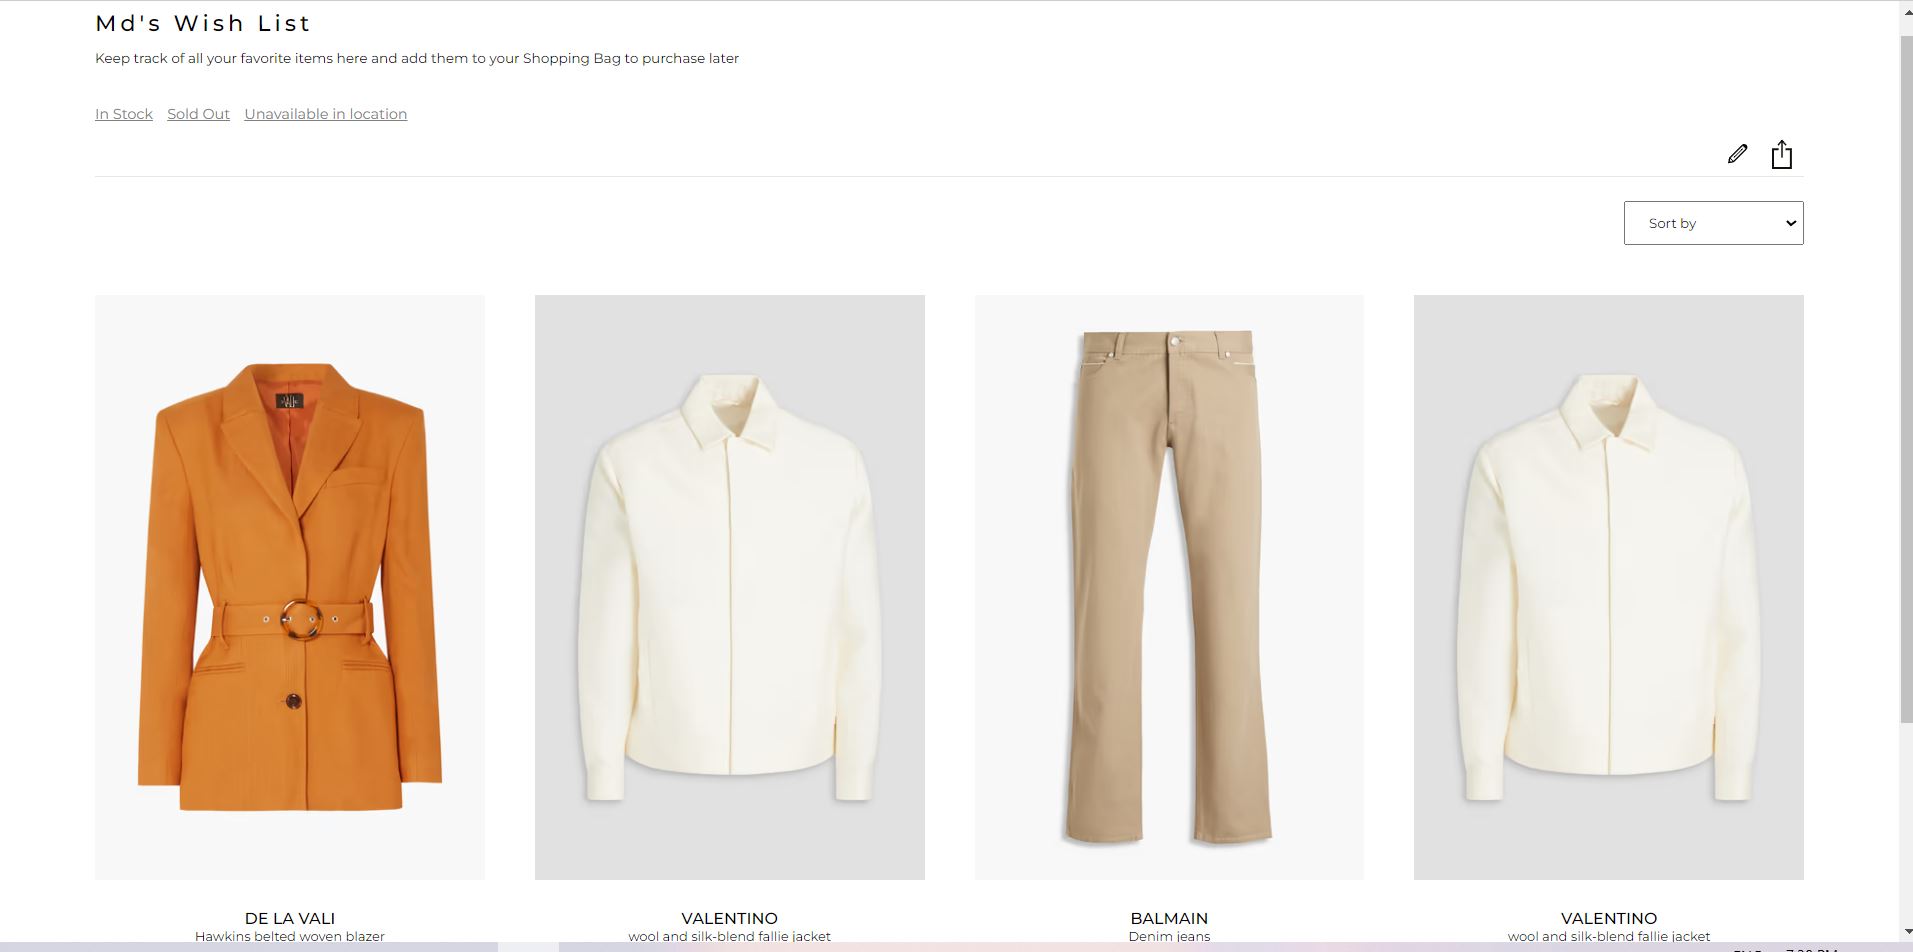 Md's Wish List
Keep track of all your favorite items here and add them to your Shopping Bag to purchase later
In Stock Sold Out Unavailable in location
Sort by
DE LA VALI
Hawkins belted woven blazer
VALENTINO
wool and silk-blend faille jacket
BALMAIN
Denim jeans
VALENTINO
wool and silk-blend faille jacket